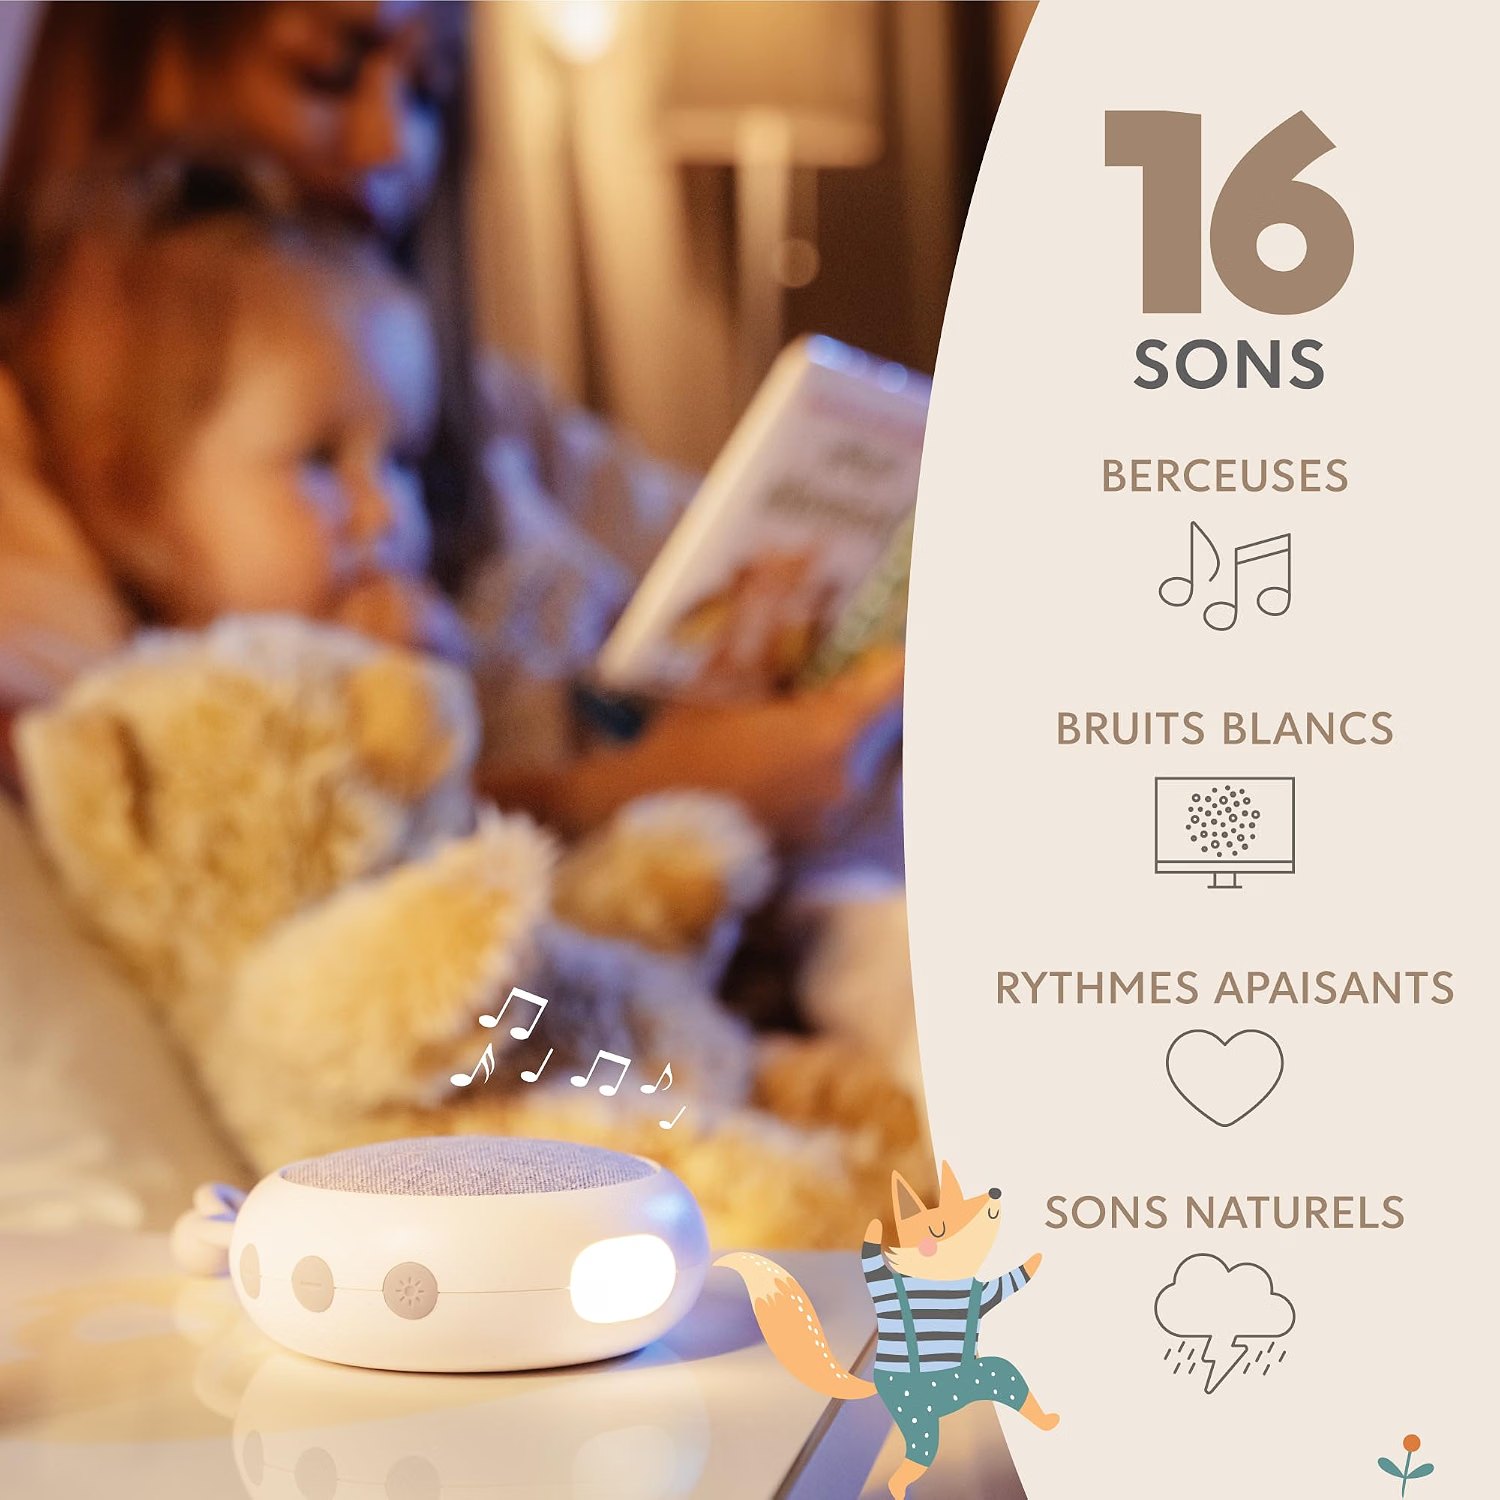 16
SONS
BERCEUSES
BRUITS BLANCS
RYTHMES APAISANTS
SONS NATURELS